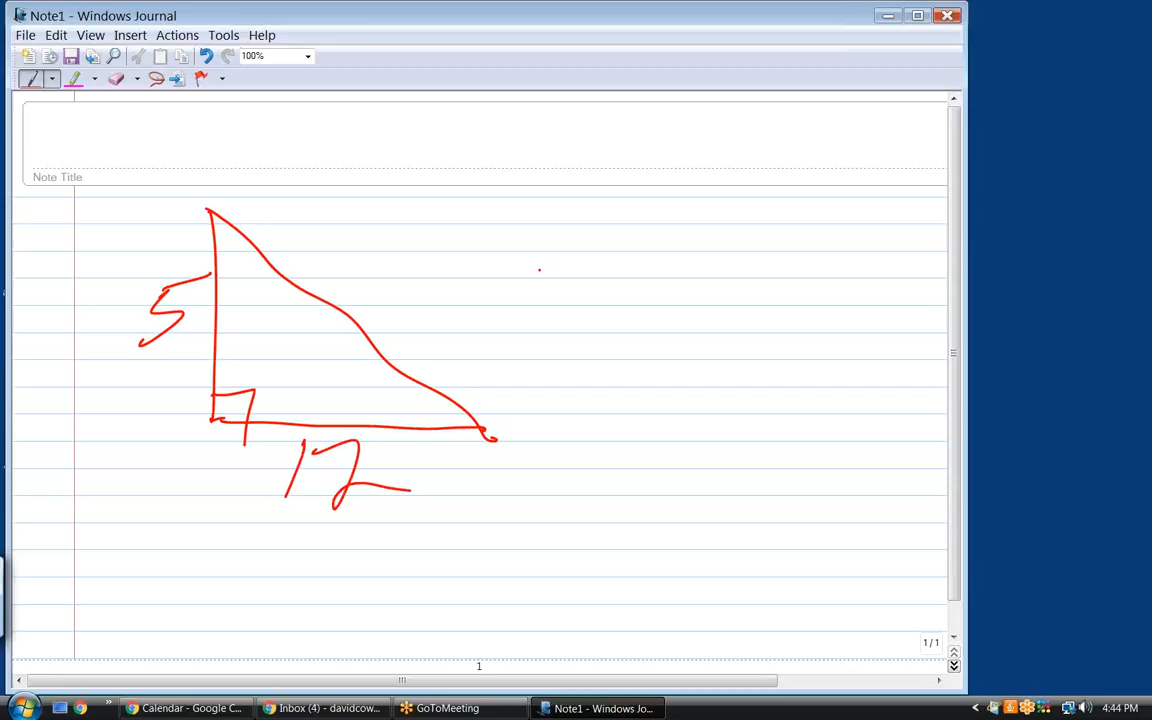 Note1 - Windows Journal
File Edit View Insert Actions Tools Help
100%
Note Title
5
12
1 / 1
1
Calendar - Google C...
Inbox (4) - davidcow...
GoToMeeting
Note1 - Windows Jo...
4:44 PM